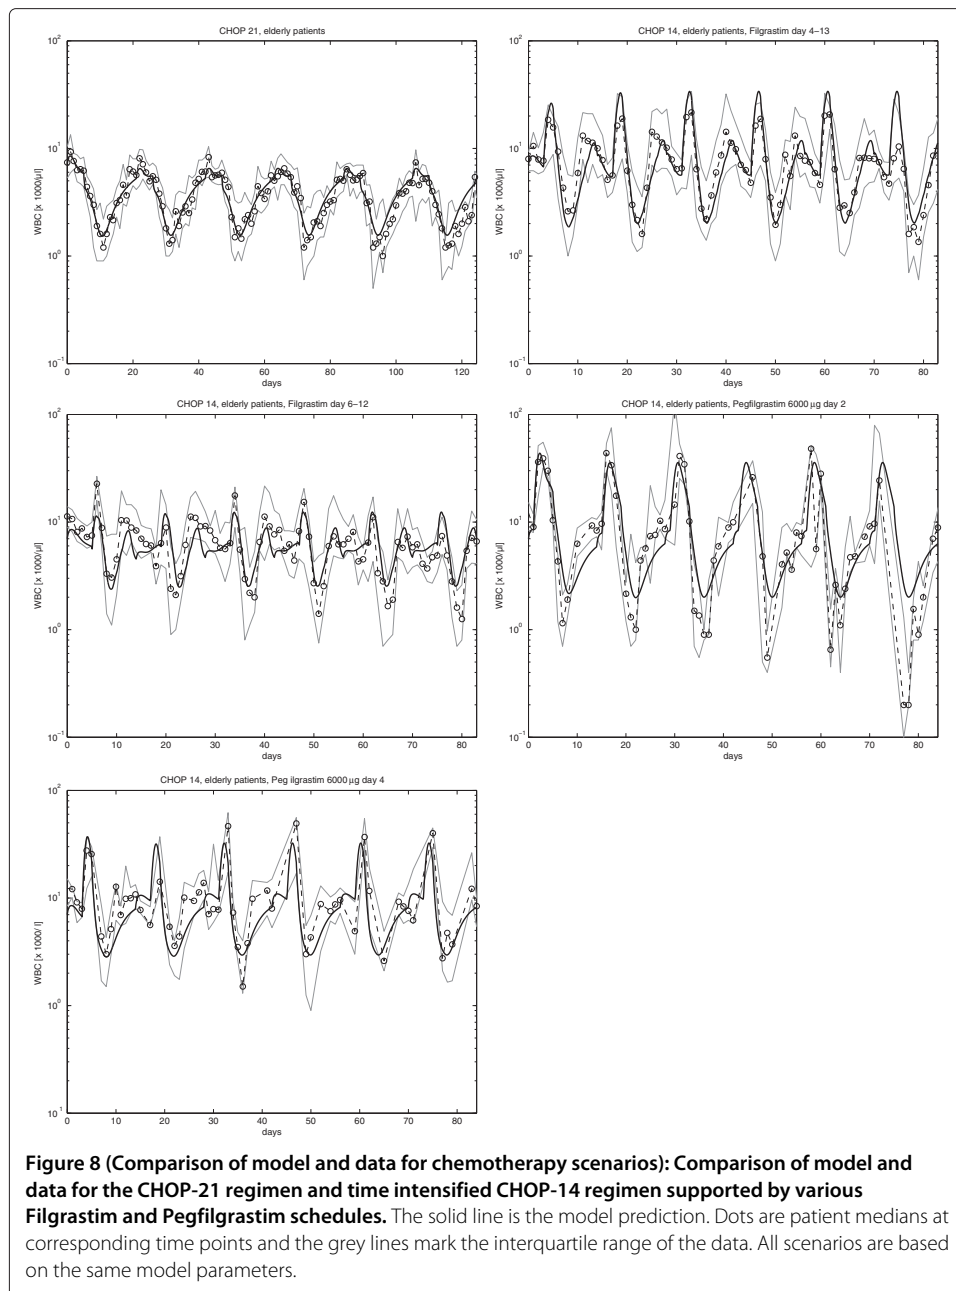 CHOP 21, elderly patients
10^2
10^1
10^0
10^-1
WBC [x 1000/µl]
0 20 40 60 80 100 120
days
CHOP 14, elderly patients, Filgrastim day 4–13
10^2
10^1
10^0
10^-1
WBC [x 1000/µl]
0 10 20 30 40 50 60 70 80
days
CHOP 14, elderly patients, Filgrastim day 6–12
10^2
10^1
10^0
10^-1
WBC [x 1000/µl]
0 10 20 30 40 50 60 70 80
days
CHOP 14, elderly patients, Pegfilgrastim 6000 µg day 2
10^2
10^1
10^0
10^-1
WBC [x 1000/µl]
0 10 20 30 40 50 60 70 80
days
CHOP 14, elderly patients, Peg ilgrastim 6000 µg day 4
10^2
10^1
10^0
10^1
WBC [x 1000/ l]
0 10 20 30 40 50 60 70 80
days
Figure 8 (Comparison of model and data for chemotherapy scenarios): Comparison of model and
data for the CHOP-21 regimen and time intensified CHOP-14 regimen supported by various
Filgrastim and Pegfilgrastim schedules. The solid line is the model prediction. Dots are patient medians at
corresponding time points and the grey lines mark the interquartile range of the data. All scenarios are based
on the same model parameters.